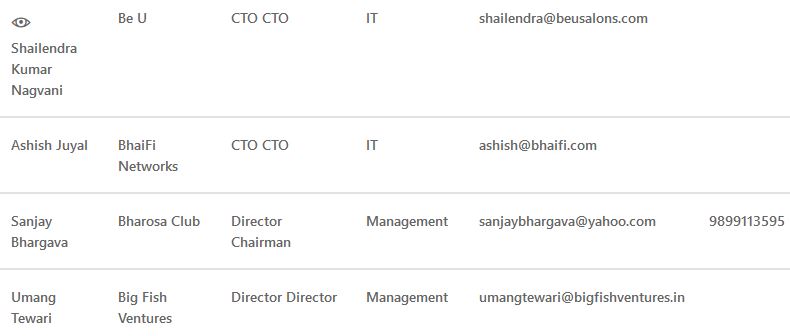 Be U CTO CTO IT shailendra@beusalons.com
Shailendra
Kumar
Nagvani
Ashish Juyal BhaiFi CTO CTO IT ashish@bhaifi.com
Networks
Sanjay Bharosa Club Director Management sanjaybhargava@yahoo.com 9899113595
Bhargava Chairman
Umang Big Fish Director Director Management umangtewari@bigfishventures.in
Tewari Ventures